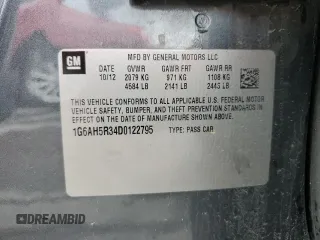 GM
MFD BY GENERAL MOTORS LLC
10/12 GVWR GAWR FRT GAWR RR
2079 KG 971 KG 1108 KG
4584 LB 2141 LB 2443 LB
THIS VEHICLE CONFORMS TO ALL APPLICABLE U.S. FEDERAL MOTOR
VEHICLE SAFETY, BUMPER, AND THEFT PREVENTION STANDARDS IN
EFFECT ON THE DATE OF MANUFACTURE SHOWN ABOVE.
1G6AH5R34D0122795 TYPE: PASS CAR
DREAMBID